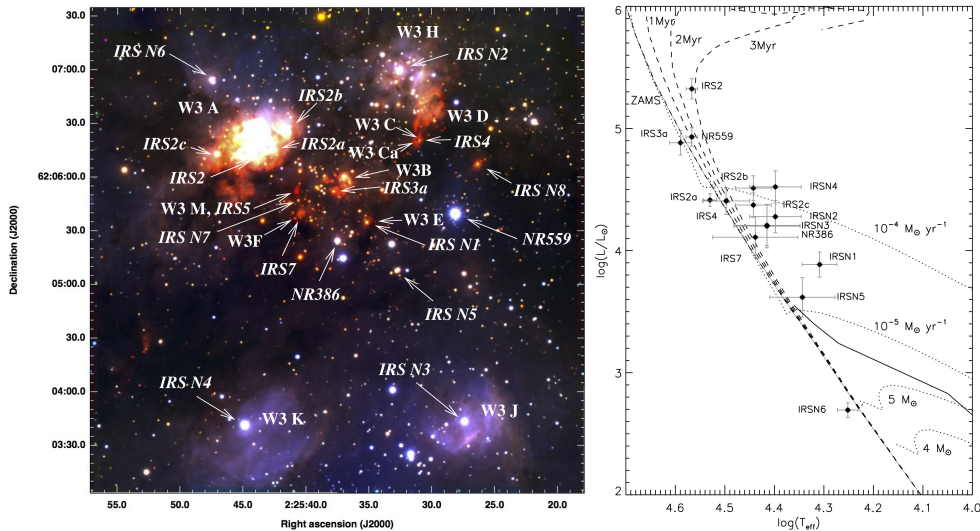 IRS N6
W3 H
IRS N2
07:00.0
W3 A
IRS2b
W3 D
30.0
W3 C
IRS2c
IRS2a
IRS4
W3 Ca
IRS2
W3B
62:06:00.0
IRS3a
IRS N8
W3 M, IRS5
W3 E
IRS N7
30.0
W3F
IRS N1
NR559
IRS7
NR386
05:00.0
IRS N5
30.0
IRS N4
IRS N3
04:00.0
W3 K
W3 J
03:30.0
55.0
50.0
45.0
2:25:40.0
35.0
30.0
25.0
20.0
Right ascension (J2000)
Declination (J2000)
6
1Myr
2Myr
3Myr
IRS2
ZAMS
5
IRS3a
NR559
IRS2b
IRSN4
IRS2a
IRS2c
IRS4
IRSN2
IRSN3
10⁻⁴ M⊙ yr⁻¹
NR386
4
IRS7
IRSN1
IRSN5
10⁻⁵ M⊙ yr⁻¹
3
5 M⊙
IRSN6
4 M⊙
2
4.6
4.5
4.4
4.3
4.2
4.1
4.0
log(Teff)
log(L/L⊙)